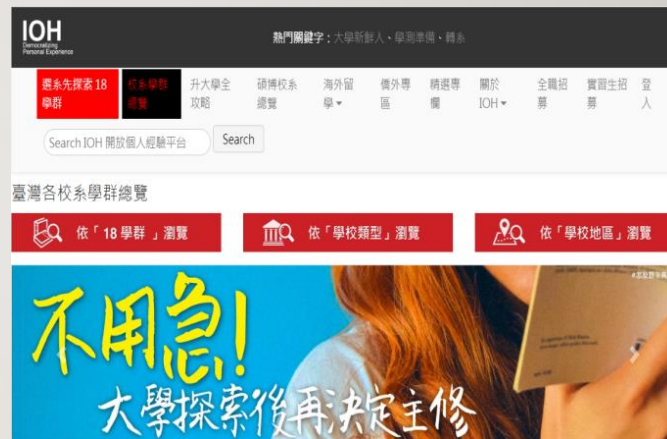 IOH
Democratizing
Personal Experience
熱門關鍵字：大學新鮮人、學測準備、轉系
選系先探索 18
學群
校系學群
總覽
升大學全
攻略
碩博校系
總覽
海外留
學▼
僑外專
區
精選專
欄
關於
IOH▼
全職招
募
實習生招
募
登
入
Search IOH 開放個人經驗平台
Search
臺灣各校系學群總覽
依「 18 學群 」瀏覽
依「學校類型」瀏覽
依「學校地區」瀏覽
不用急!
大學探索後再決定主修